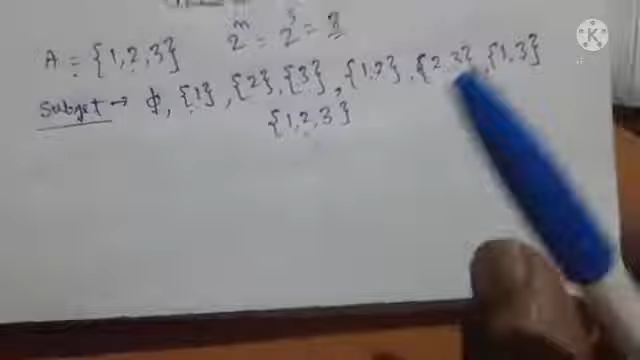 A = {1,2,3} 2^m = 2^3 = 8
Subset → ϕ, {1}, {2}, {3}, {1,2}, {2,3}, {1,3}
{1,2,3}
KINEMASTER